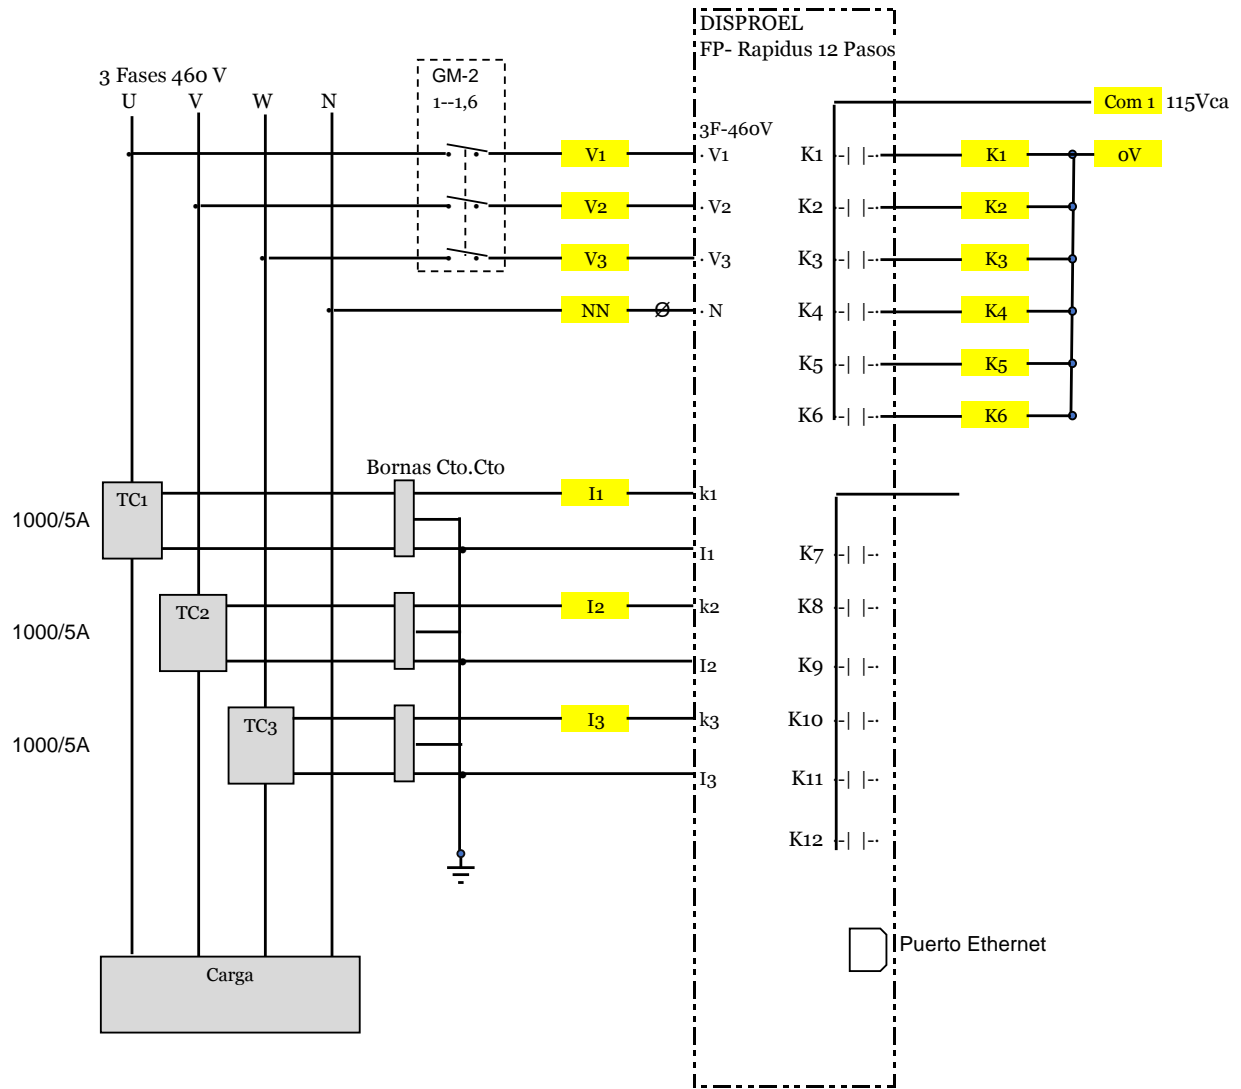 DISPROEL
FP- Rapidus 12 Pasos
3 Fases 460 V
U V W N
GM-2
1--1,6
Com 1 115Vca
3F-460V
V1 · V1 K1 -| |-· K1 0V
V2 · V2 K2 -| |-· K2
V3 · V3 K3 -| |-· K3
NN Ø · N K4 -| |-· K4
K5 -| |-· K5
K6 -| |-· K6
Bornas Cto.Cto
TC1 I1 k1
1000/5A
I1 K7 -| |-·
TC2 I2 k2 K8 -| |-·
1000/5A
I2 K9 -| |-·
TC3 I3 k3 K10 -| |-·
1000/5A
I3 K11 -| |-·
K12 -| |-·
Puerto Ethernet
Carga